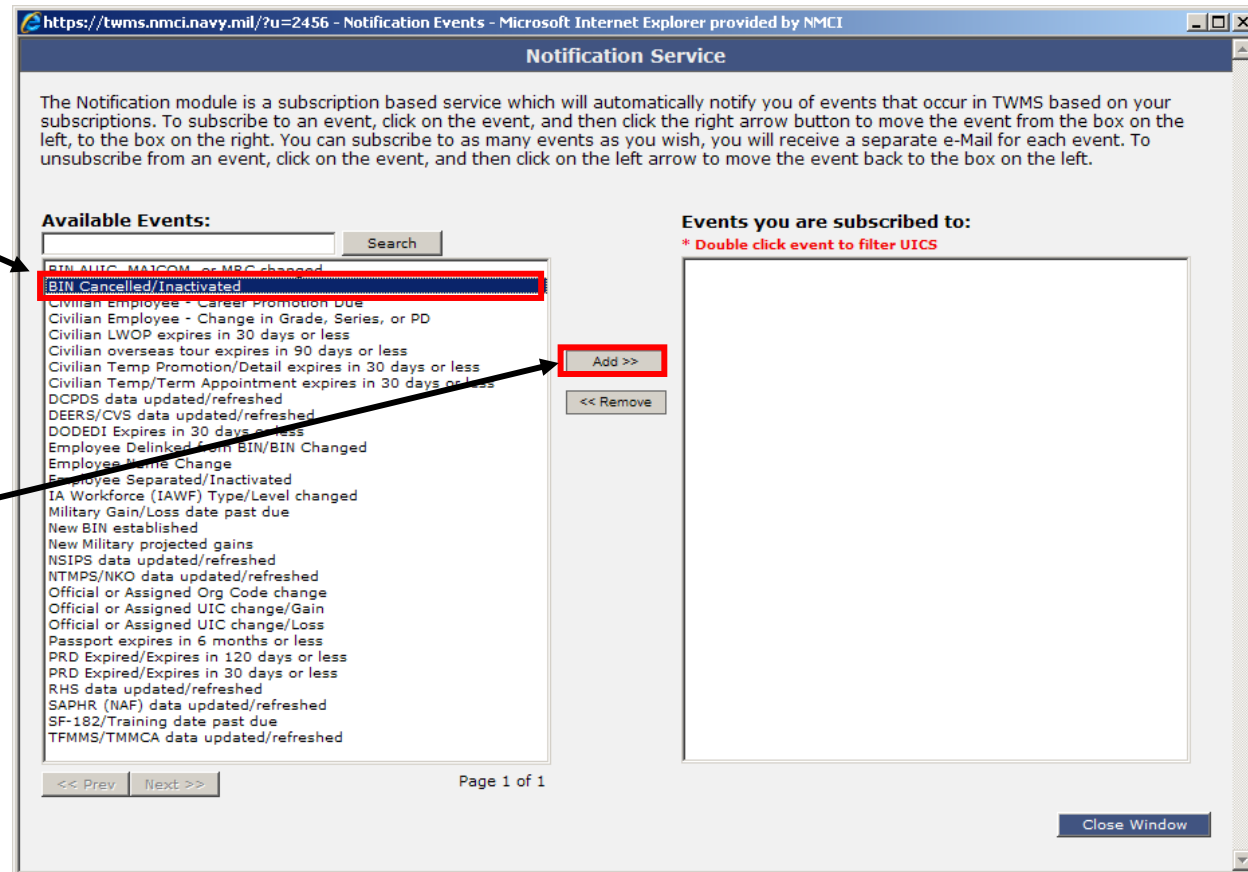 https://twms.nmci.navy.mil/?u=2456 - Notification Events - Microsoft Internet Explorer provided by NMCI
Notification Service
The Notification module is a subscription based service which will automatically notify you of events that occur in TWMS based on your
subscriptions. To subscribe to an event, click on the event, and then click the right arrow button to move the event from the box on the
left, to the box on the right. You can subscribe to as many events as you wish, you will receive a separate e-Mail for each event. To
unsubscribe from an event, click on the event, and then click on the left arrow to move the event back to the box on the left.
Available Events:
Search
BIN AUIC, MAJCOM, or MRC changed
BIN Cancelled/Inactivated
Civilian Employee - Career Promotion Due
Civilian Employee - Change in Grade, Series, or PD
Civilian LWOP expires in 30 days or less
Civilian overseas tour expires in 90 days or less
Civilian Temp Promotion/Detail expires in 30 days or less
Civilian Temp/Term Appointment expires in 30 days or less
DCPDS data updated/refreshed
DEERS/CVS data updated/refreshed
DODEDI Expires in 30 days or less
Employee Delinked from BIN/BIN Changed
Employee Name Change
Employee Separated/Inactivated
IA Workforce (IAWF) Type/Level changed
Military Gain/Loss date past due
New BIN established
New Military projected gains
NSIPS data updated/refreshed
NTMPS/NKO data updated/refreshed
Official or Assigned Org Code change
Official or Assigned UIC change/Gain
Official or Assigned UIC change/Loss
Passport expires in 6 months or less
PRD Expired/Expires in 120 days or less
PRD Expired/Expires in 30 days or less
RHS data updated/refreshed
SAPHR (NAF) data updated/refreshed
SF-182/Training date past due
TFMMS/TMMCA data updated/refreshed
<< Prev Next >> Page 1 of 1
Add >>
<< Remove
Events you are subscribed to:
* Double click event to filter UICS
Close Window